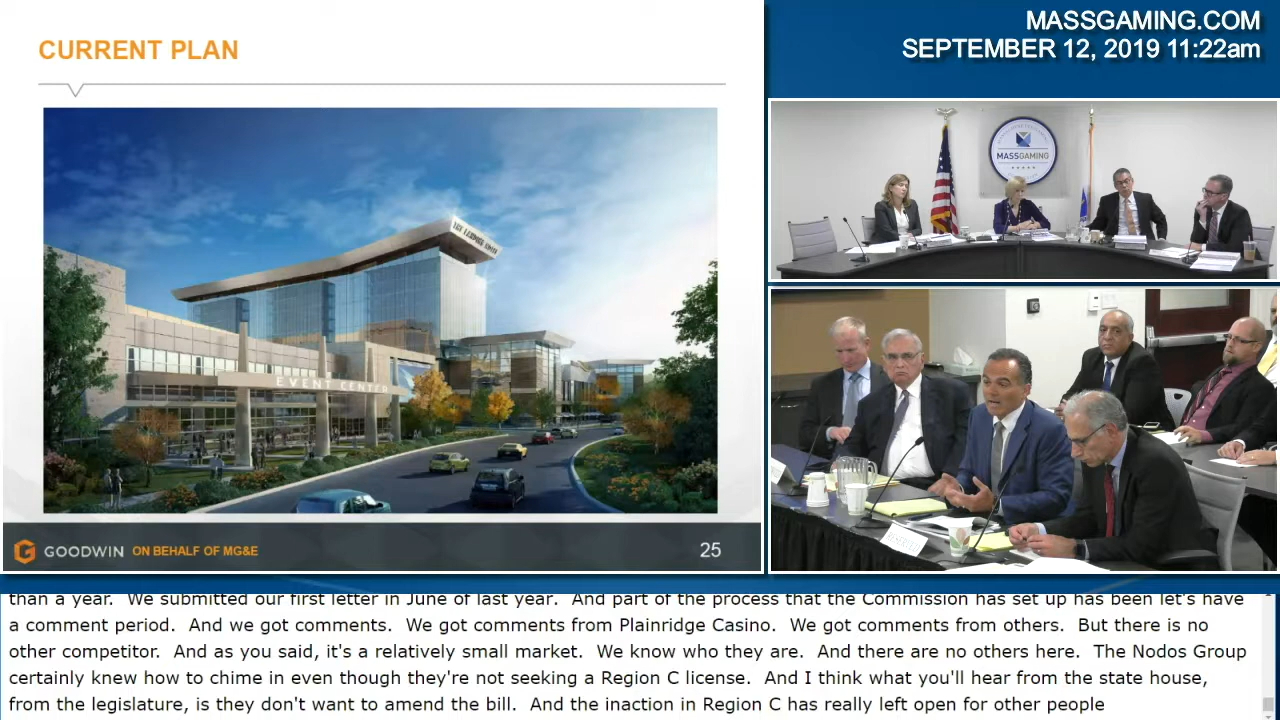 CURRENT PLAN
EVENT CENTER
GOODWIN ON BEHALF OF MG&E
25
MASSGAMING.COM
SEPTEMBER 12, 2019 11:22am
MASSGAMING
RESERVED
than a year.  We submitted our first letter in June of last year.  And part of the process that the Commission has set up has been let's have
a comment period.  And we got comments.  We got comments from Plainridge Casino.  We got comments from others.  But there is no
other competitor.  And as you said, it's a relatively small market.  We know who they are.  And there are no others here.  The Nodos Group
certainly knew how to chime in even though they're not seeking a Region C license.  And I think what you'll hear from the state house,
from the legislature, is they don't want to amend the bill.  And the inaction in Region C has really left open for other people